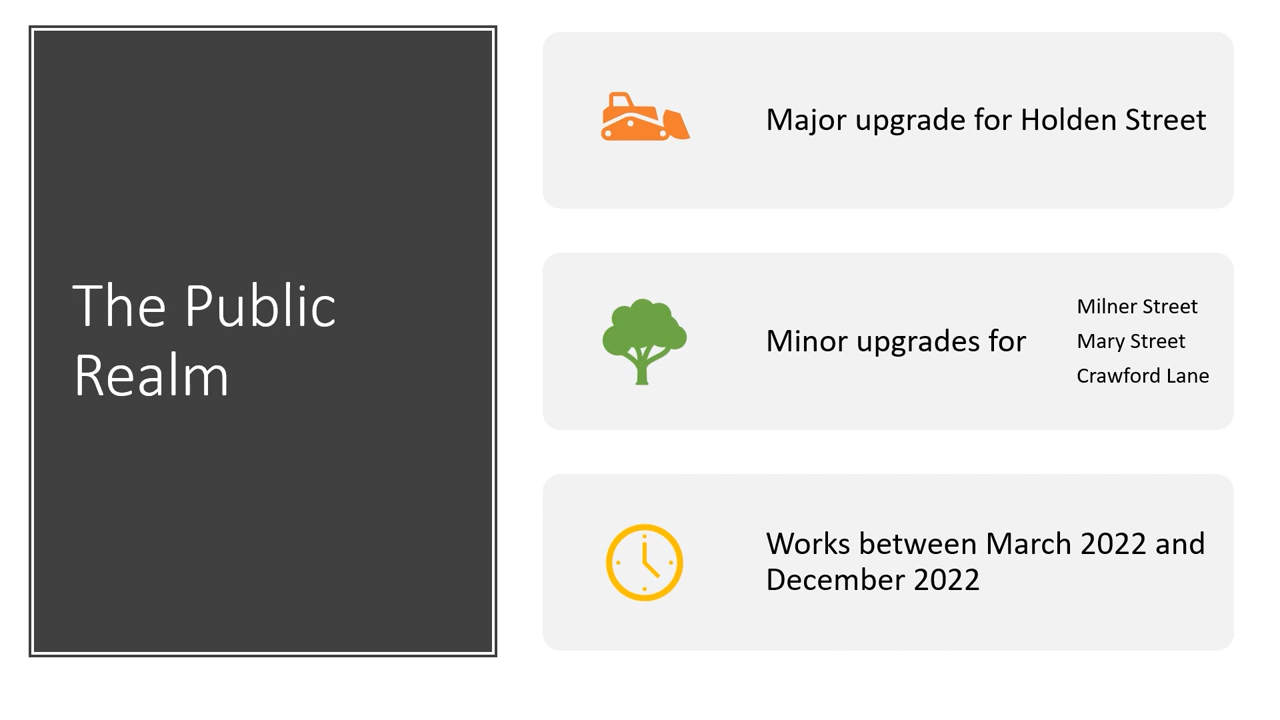 The Public
Realm
Major upgrade for Holden Street
Minor upgrades for
Milner Street
Mary Street
Crawford Lane
Works between March 2022 and
December 2022